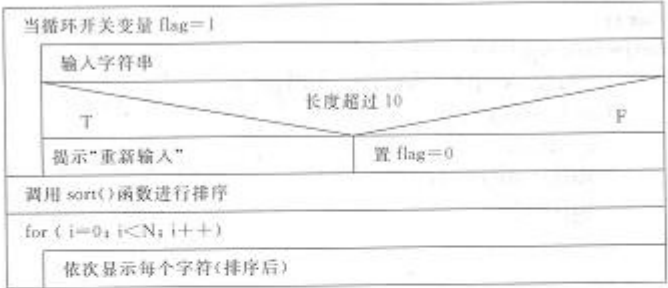 当循环开关变量 flag=1
输入字符串
长度超过 10
T
F
提示“重新输入”
置 flag=0
调用 sort()函数进行排序
for ( i=0; i<N; i++)
依次显示每个字符(排序后)